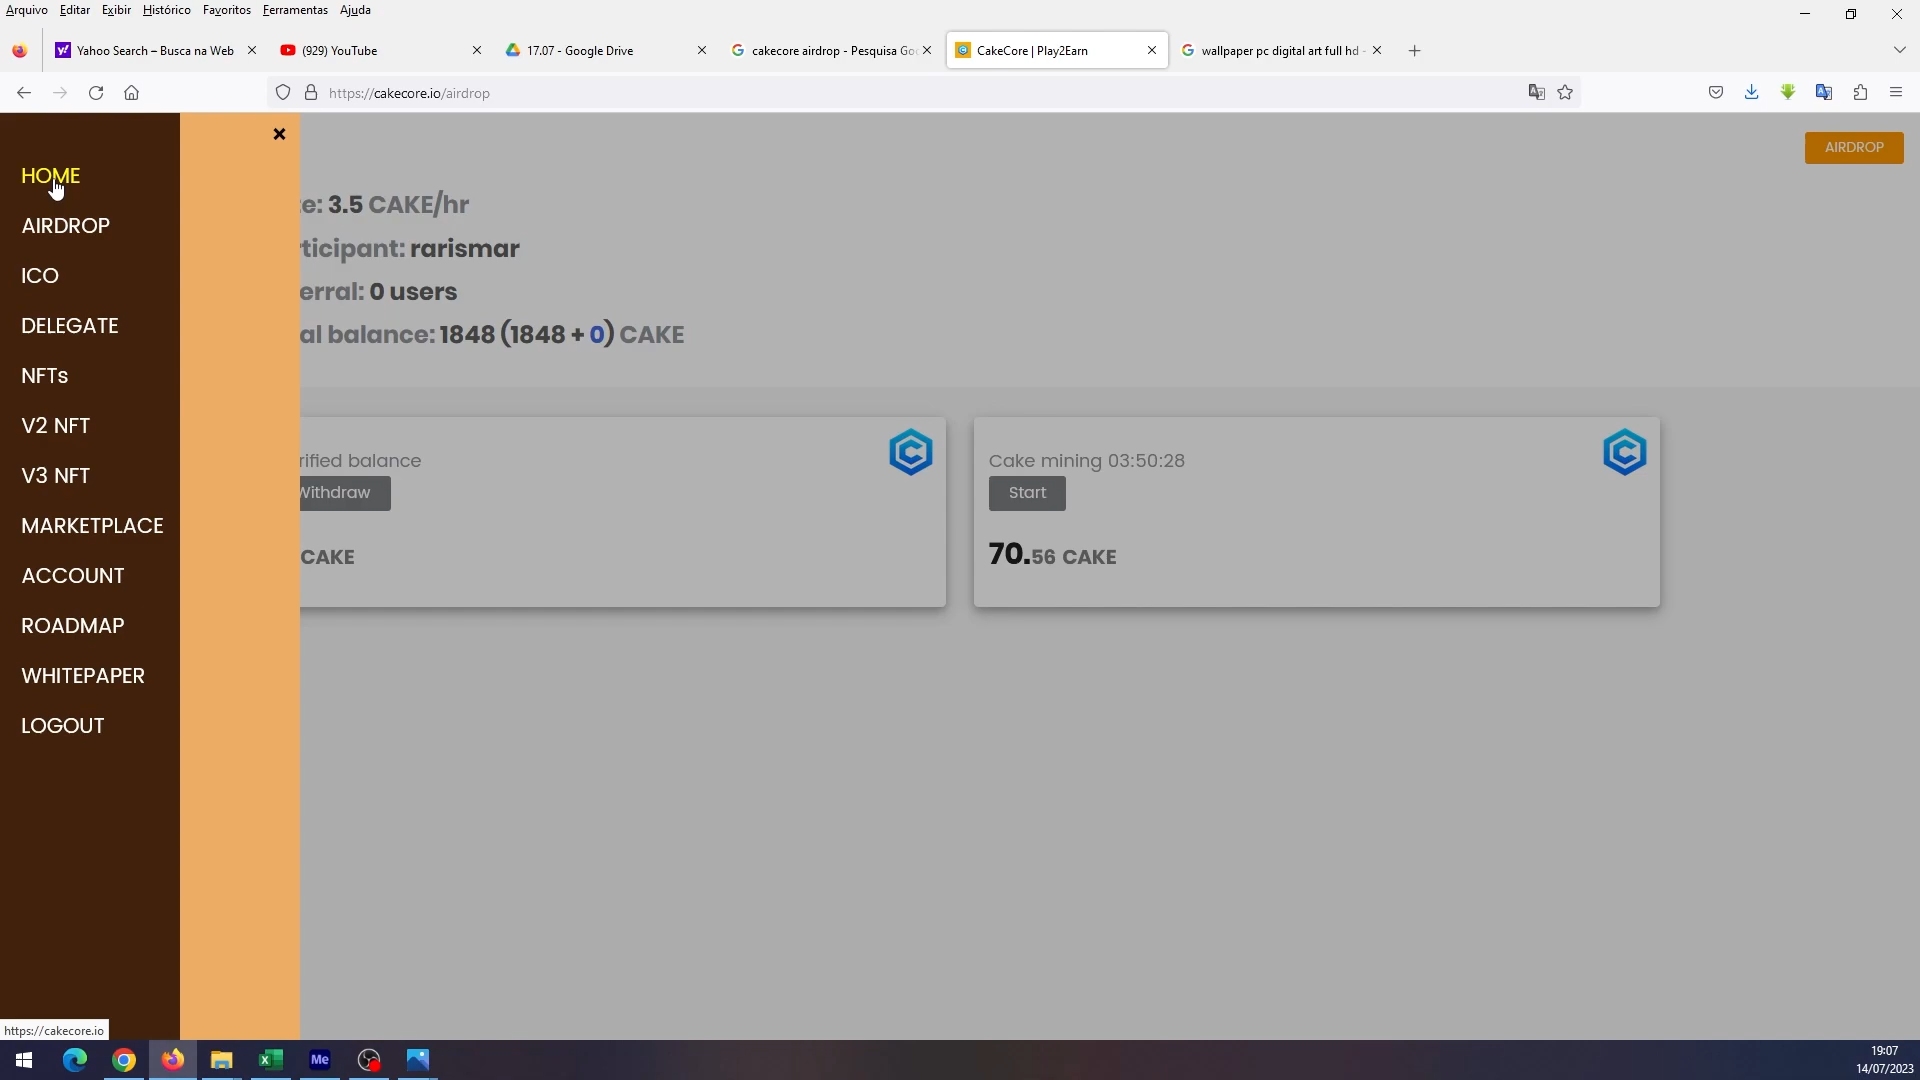 Arquivo Editar Exibir Histórico Favoritos Ferramentas Ajuda
Yahoo Search – Busca na Web
(929) YouTube
17.07 - Google Drive
cakecore airdrop - Pesquisa Go
CakeCore | Play2Earn
wallpaper pc digital art full hd -
https://cakecore.io/airdrop
HOME
AIRDROP
ICO
DELEGATE
NFTs
V2 NFT
V3 NFT
MARKETPLACE
ACCOUNT
ROADMAP
WHITEPAPER
LOGOUT
AIRDROP
e: 3.5 CAKE/hr
ticipant: rarismar
erral: 0 users
al balance: 1848 (1848 + 0) CAKE
rified balance
Withdraw
CAKE
Cake mining 03:50:28
Start
70.56 CAKE
https://cakecore.io
Me
19:07
14/07/2023